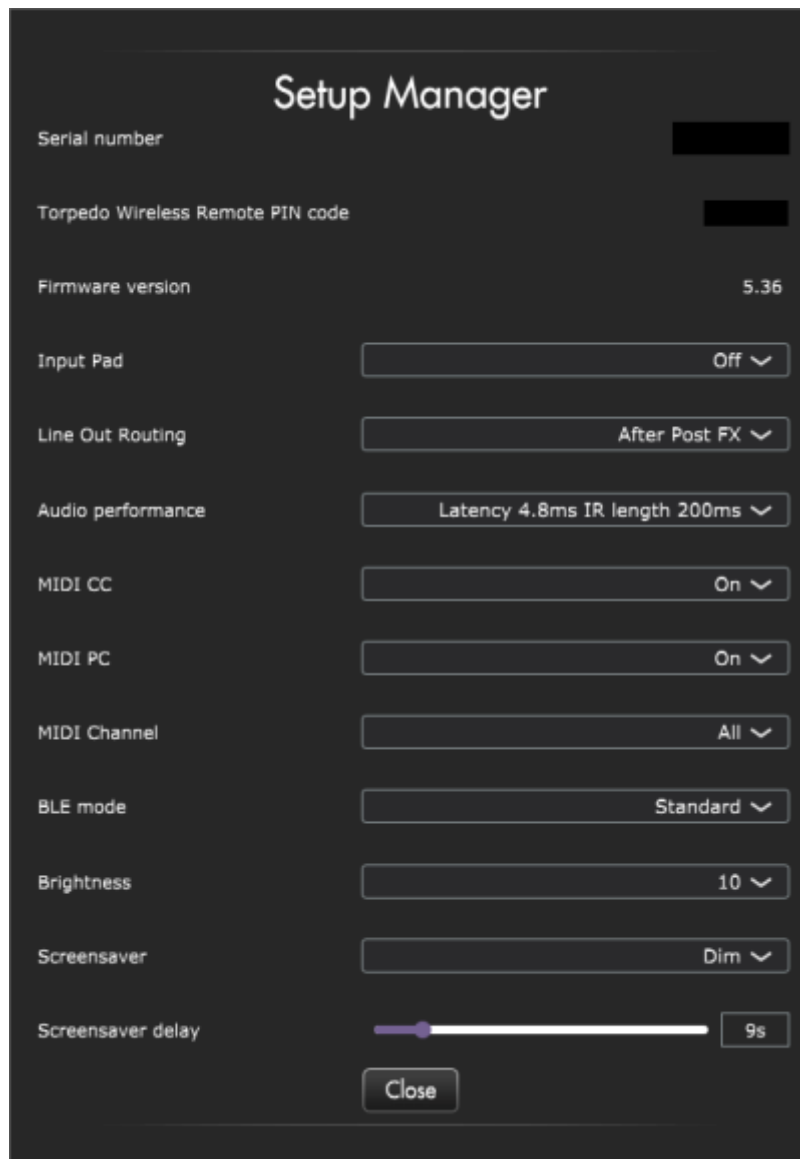 Setup Manager
Serial number
Torpedo Wireless Remote PIN code
Firmware version 5.36
Input Pad Off
Line Out Routing After Post FX
Audio performance Latency 4.8ms IR length 200ms
MIDI CC On
MIDI PC On
MIDI Channel All
BLE mode Standard
Brightness 10
Screensaver Dim
Screensaver delay 9s
Close